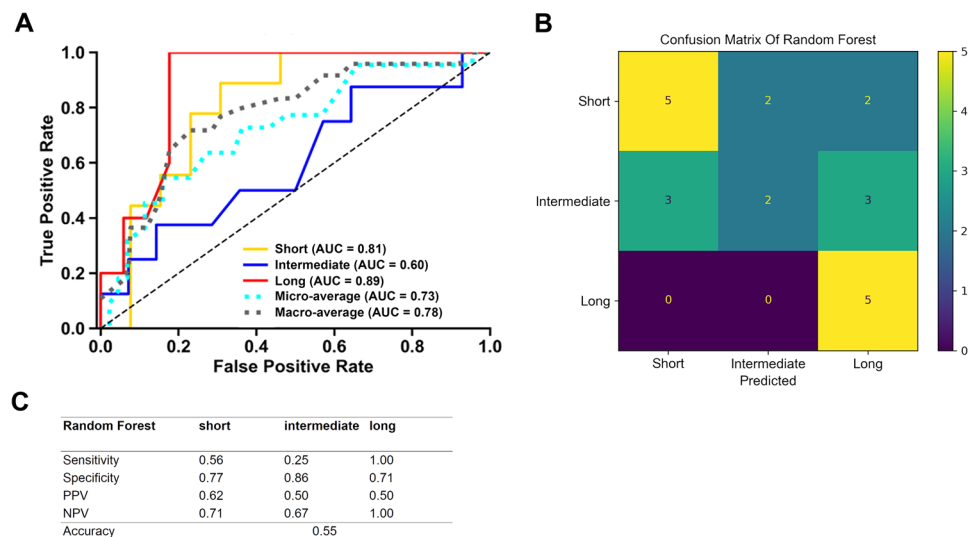 A
1.0
0.8
0.6
0.4
0.2
0.0
True Positive Rate
Short (AUC = 0.81)
Intermediate (AUC = 0.60)
Long (AUC = 0.89)
Micro-average (AUC = 0.73)
Macro-average (AUC = 0.78)
0.0 0.2 0.4 0.6 0.8 1.0
False Positive Rate
B
Confusion Matrix Of Random Forest
Short 5 2 2
Intermediate 3 2 3
Long 0 0 5
Short Intermediate Long
Predicted
5
4
3
2
1
0
C
Random Forest short intermediate long
Sensitivity 0.56 0.25 1.00
Specificity 0.77 0.86 0.71
PPV 0.62 0.50 0.50
NPV 0.71 0.67 1.00
Accuracy 0.55